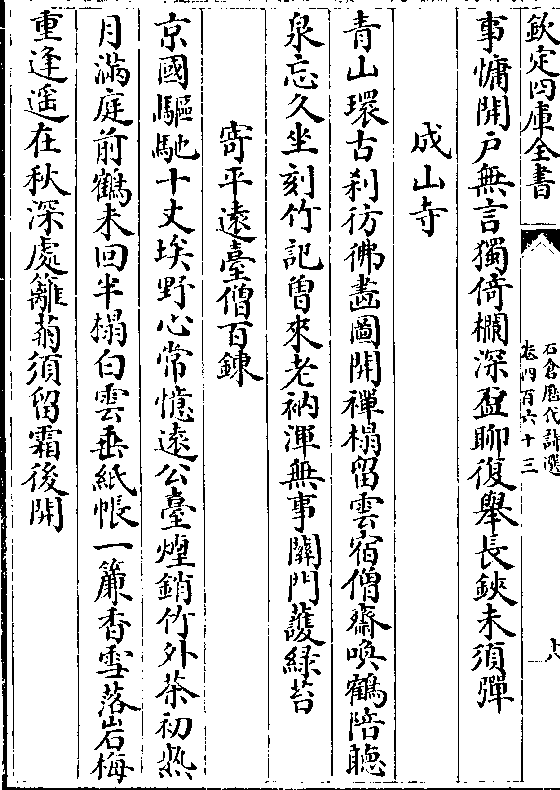 欽定四庫全書
石倉歷代詩選
卷四百六十三
事慵開戶無言獨倚欄深盃聊復舉長鋏未須彈
成山寺
青山環古刹彷彿畫圖開禪榻留雲宿僧齋喚鶴陪聽
泉忘久坐刻竹記曽來老衲渾無事闗門䕶緑苔
寄平遠臺僧百鍊
京國驅馳十丈埃野心常憶遠公臺煙銷竹外茶初熟
月滿庭前鶴未回半榻白雲垂紙帳一簾香雪落岩梅
重逢遥在秋深處籬菊須留霜後開